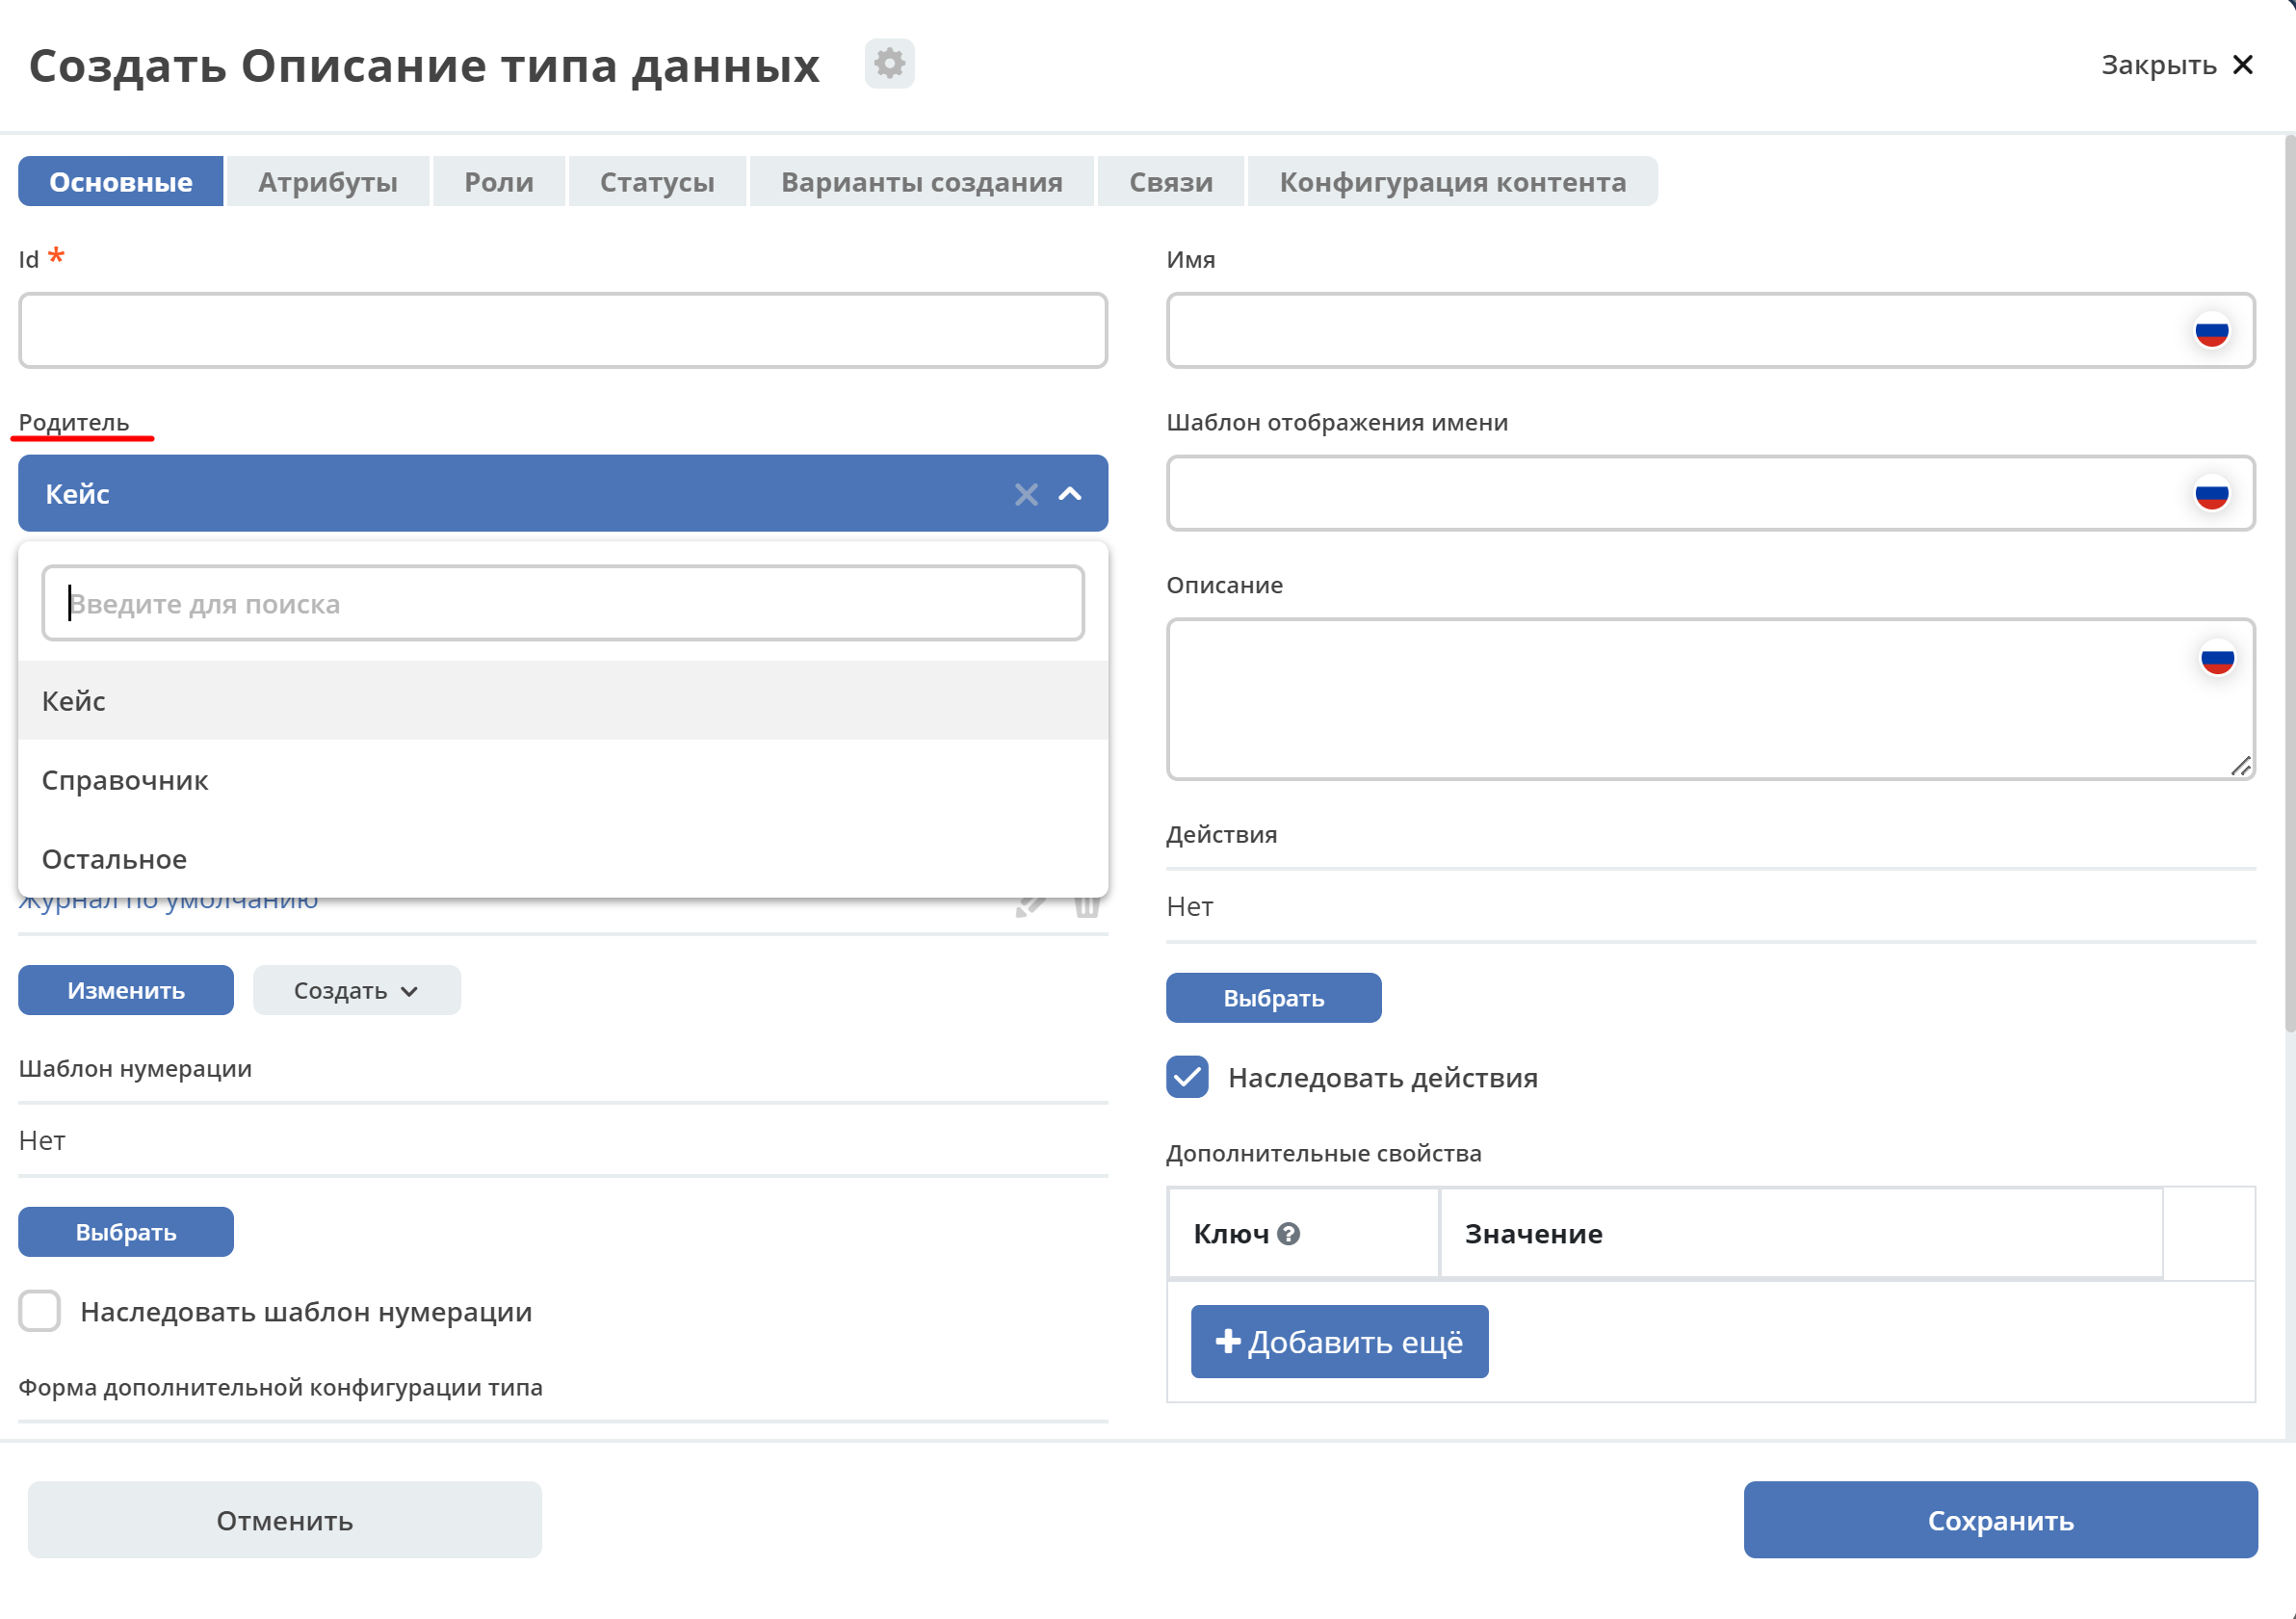 Создать Описание типа данных
Закрыть
Основные
Атрибуты
Роли
Статусы
Варианты создания
Связи
Конфигурация контента
Id *
Имя
Родитель
Шаблон отображения имени
Кейс
Введите для поиска
Кейс
Справочник
Остальное
Журнал по умолчанию
Описание
Действия
Нет
Изменить
Создать
Выбрать
Шаблон нумерации
Нет
Выбрать
Наследовать шаблон нумерации
Форма дополнительной конфигурации типа
Наследовать действия
Дополнительные свойства
Ключ ?
Значение
Добавить ещё
Отменить
Сохранить